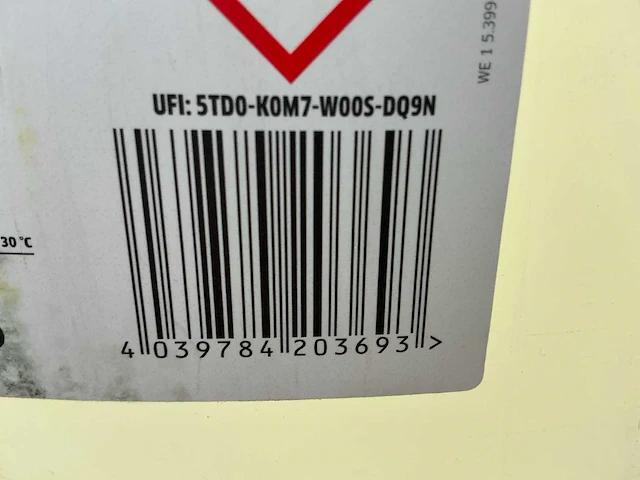 WE 1 5.399
UFI: 5TD0-K0M7-W00S-DQ9N
30 °C
4 039784 203693 >